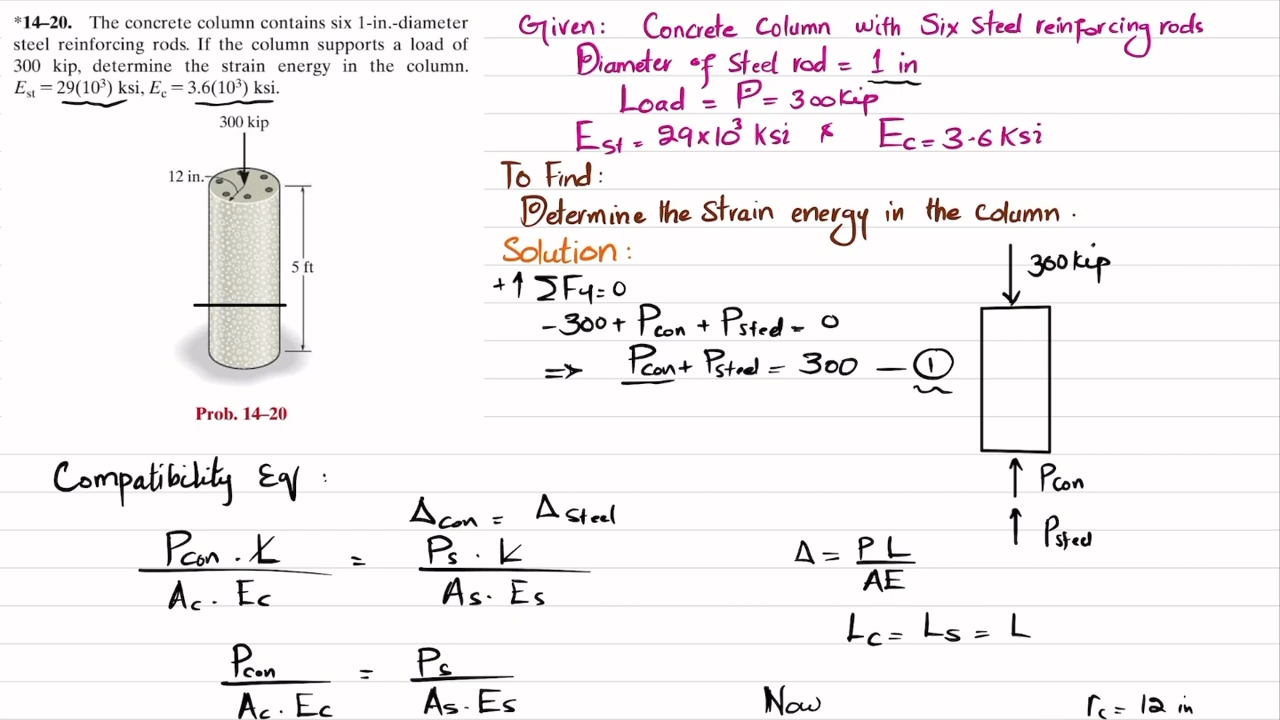 *14–20. The concrete column contains six 1-in.-diameter
steel reinforcing rods. If the column supports a load of
300 kip, determine the strain energy in the column.
Est = 29(10³) ksi, Ec = 3.6(10³) ksi.
300 kip
12 in.
5 ft
Prob. 14–20
Given: Concrete Column with Six Steel reinforcing rods
Diameter of Steel rod = 1 in
Load = P = 300 kip
Est = 29×10³ ksi & Ec = 3.6 Ksi
To Find:
Determine the Strain energy in the Column.
Solution:
+↑ ΣFy=0
-300 + Pcon + Psteel = 0
=> Pcon + Psteel = 300 — ①
300 kip
Pcon
Psteel
Compatibility Eq :
Δcon = Δsteel
Pcon . L / Ac . Ec = Ps . L / As . Es
Δ = PL / AE
Lc = Ls = L
Pcon / Ac . Ec = Ps / As . Es
Now
rc = 12 in